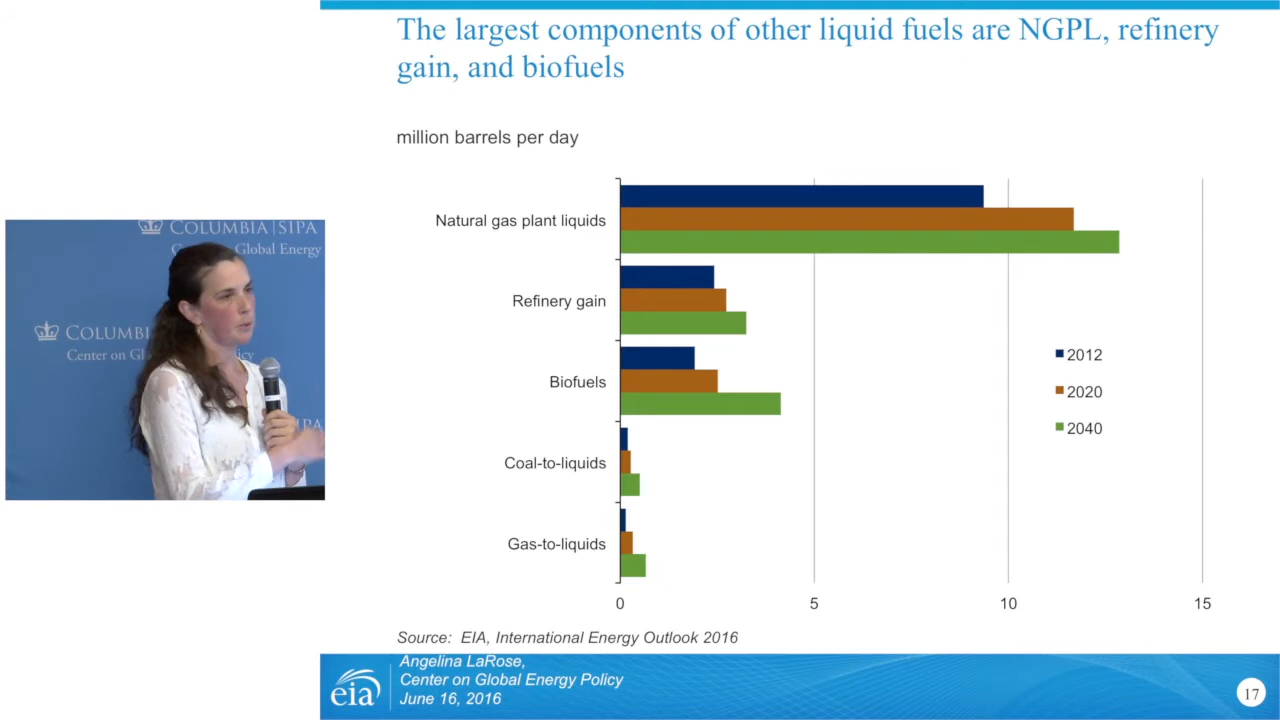 The largest components of other liquid fuels are NGPL, refinery
gain, and biofuels
million barrels per day
Natural gas plant liquids
Refinery gain
Biofuels
Coal-to-liquids
Gas-to-liquids
0 5 10 15
2012
2020
2040
Source: EIA, International Energy Outlook 2016
eia
Angelina LaRose,
Center on Global Energy Policy
June 16, 2016
17
COLUMBIA | SIPA
Global Energy
COLUMBI
Center on Gl
icy
IPA